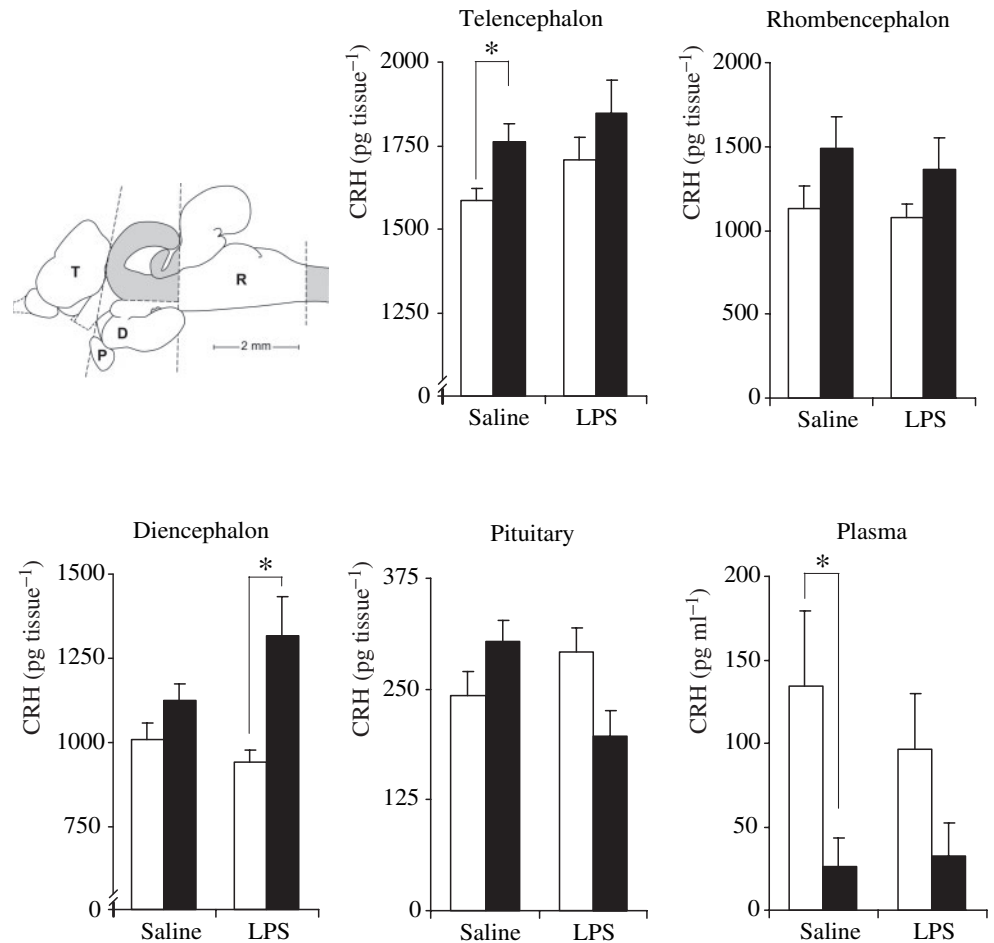 Telencephalon
CRH (pg tissue⁻¹)
2000
1750
1500
1250
0
*
Saline LPS
Rhombencephalon
CRH (pg tissue⁻¹)
2000
1500
1000
500
0
Saline LPS
T
R
D
P
2 mm
Diencephalon
CRH (pg tissue⁻¹)
1500
1250
1000
750
0
*
Saline LPS
Pituitary
CRH (pg tissue⁻¹)
375
250
125
0
Saline LPS
Plasma
CRH (pg ml⁻¹)
200
150
100
50
0
*
Saline LPS